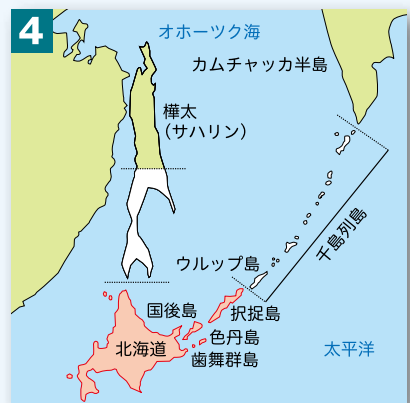 4
オホーツク海
カムチャッカ半島
樺太
（サハリン）
千島列島
ウルップ島
択捉島
国後島
色丹島
北海道
歯舞群島
太平洋